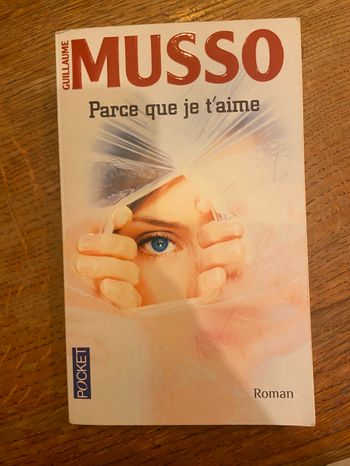 GUILLAUME
MUSSO
Parce que je t'aime
POCKET
Roman